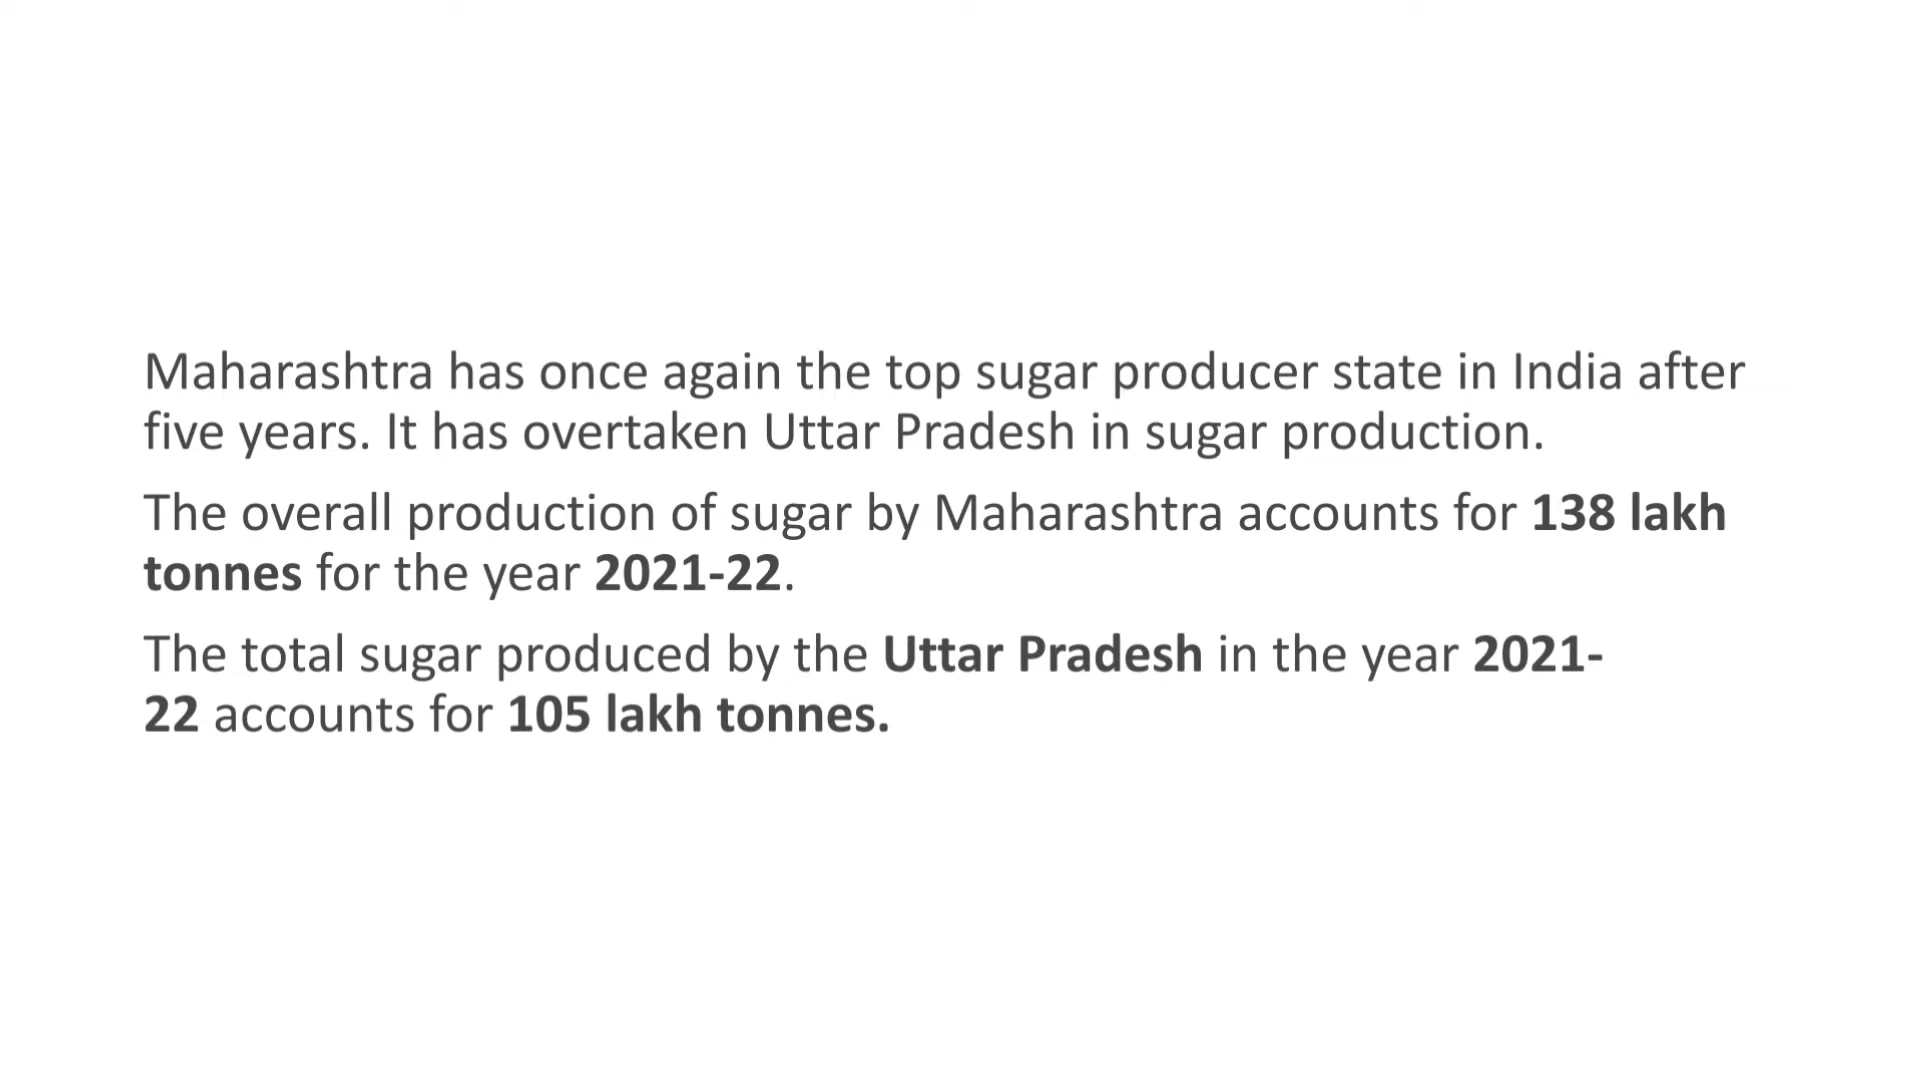 Maharashtra has once again the top sugar producer state in India after
five years. It has overtaken Uttar Pradesh in sugar production.
The overall production of sugar by Maharashtra accounts for 138 lakh
tonnes for the year 2021-22.
The total sugar produced by the Uttar Pradesh in the year 2021-
22 accounts for 105 lakh tonnes.